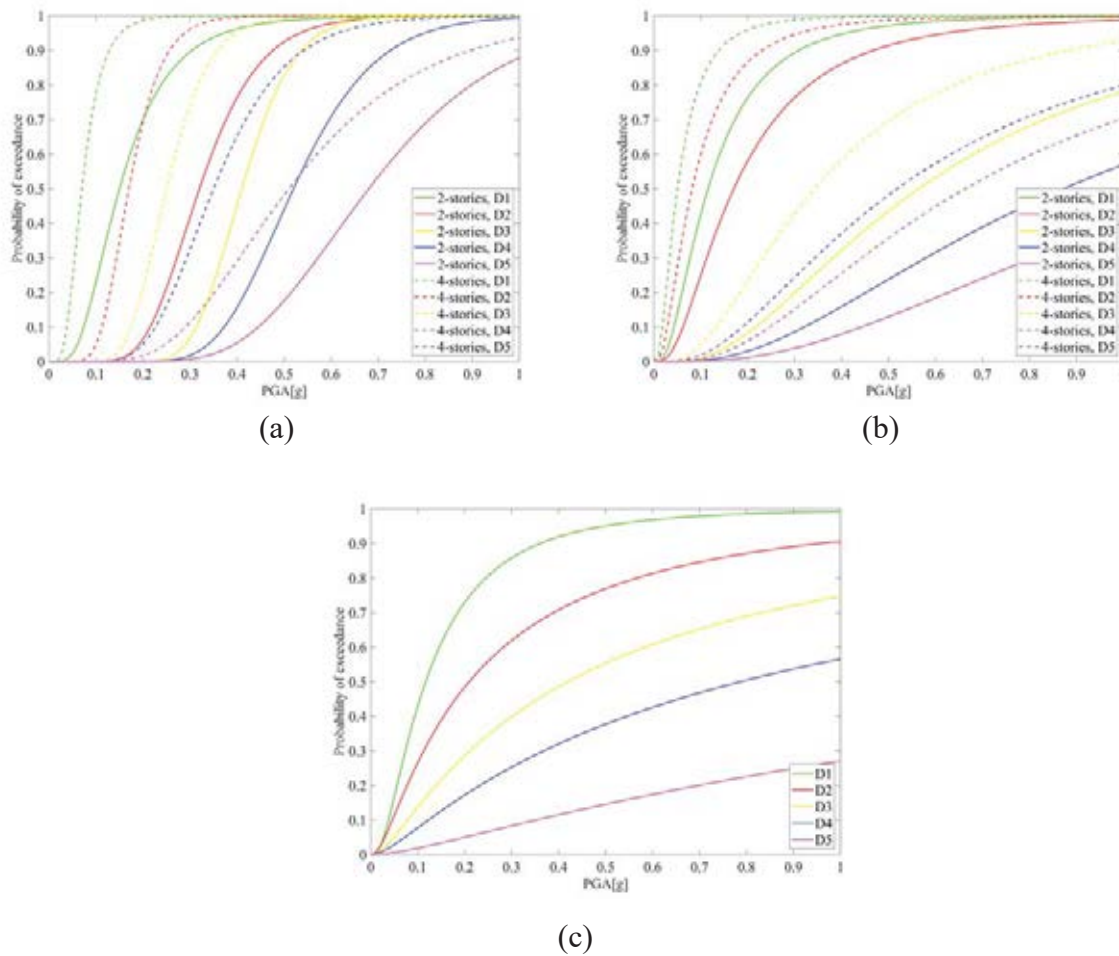 1
0.9
0.8
0.7
0.6
0.5
0.4
0.3
0.2
0.1
0
Probability of exceedance
2-stories, D1
2-stories, D2
2-stories, D3
2-stories, D4
2-stories, D5
4-stories, D1
4-stories, D2
4-stories, D3
4-stories, D4
4-stories, D5
0 0.1 0.2 0.3 0.4 0.5 0.6 0.7 0.8 0.9 1
PGA[g]
(a)
1
0.9
0.8
0.7
0.6
0.5
0.4
0.3
0.2
0.1
0
Probability of exceedance
2-stories, D1
2-stories, D2
2-stories, D3
2-stories, D4
2-stories, D5
4-stories, D1
4-stories, D2
4-stories, D3
4-stories, D4
4-stories, D5
0 0.1 0.2 0.3 0.4 0.5 0.6 0.7 0.8 0.9
PGA[g]
(b)
1
0.9
0.8
0.7
0.6
0.5
0.4
0.3
0.2
0.1
0
Probability of exceedance
D1
D2
D3
D4
D5
0 0.1 0.2 0.3 0.4 0.5 0.6 0.7 0.8 0.9 1
PGA[g]
(c)